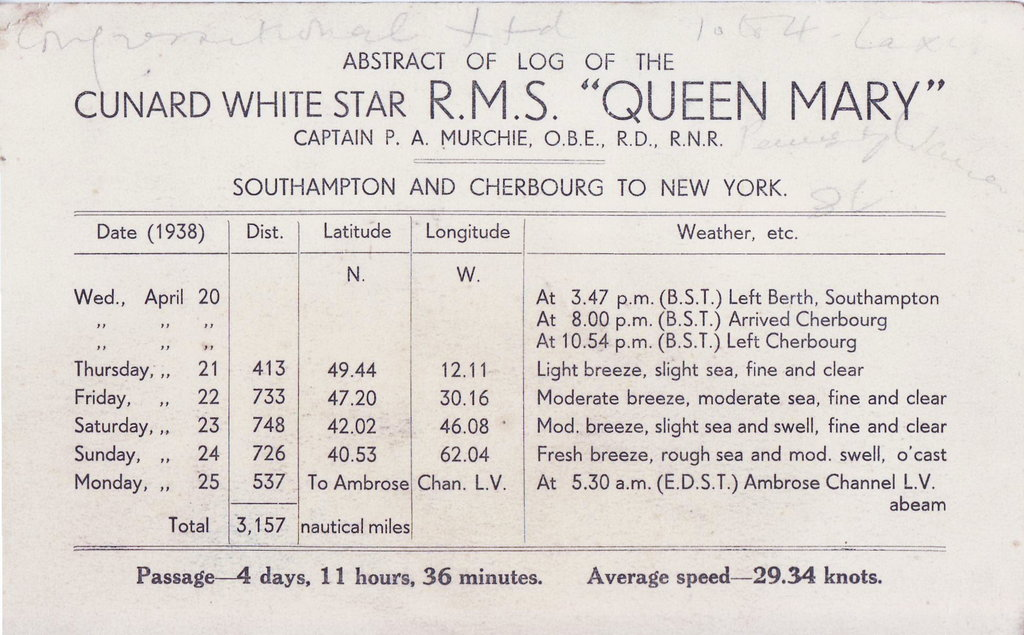 Congressional Ltd
ABSTRACT OF LOG OF THE
CUNARD WHITE STAR R.M.S. “QUEEN MARY”
CAPTAIN P. A. MURCHIE, O.B.E., R.D., R.N.R.
SOUTHAMPTON AND CHERBOURG TO NEW YORK.
Date (1938) Dist. Latitude Longitude Weather, etc.
N. W.
Wed., April 20 At 3.47 p.m. (B.S.T.) Left Berth, Southampton
,, ,, ,, At 8.00 p.m. (B.S.T.) Arrived Cherbourg
,, ,, ,, At 10.54 p.m. (B.S.T.) Left Cherbourg
Thursday, ,, 21 413 49.44 12.11 Light breeze, slight sea, fine and clear
Friday, ,, 22 733 47.20 30.16 Moderate breeze, moderate sea, fine and clear
Saturday, ,, 23 748 42.02 46.08 Mod. breeze, slight sea and swell, fine and clear
Sunday, ,, 24 726 40.53 62.04 Fresh breeze, rough sea and mod. swell, o'cast
Monday, ,, 25 537 To Ambrose Chan. L.V. At 5.30 a.m. (E.D.S.T.) Ambrose Channel L.V.
abeam
Total 3,157 nautical miles
Passage—4 days, 11 hours, 36 minutes. Average speed—29.34 knots.